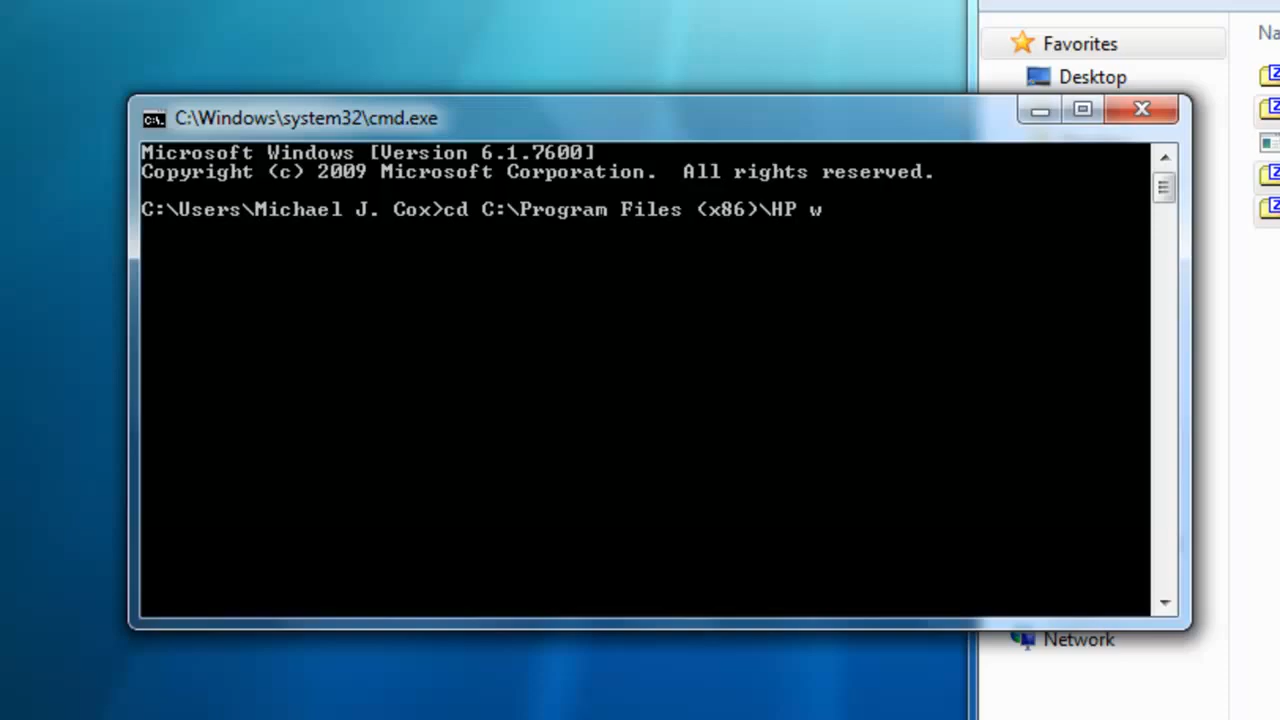 Na
Favorites
Desktop
C:\Windows\system32\cmd.exe
Microsoft Windows [Version 6.1.7600]
Copyright (c) 2009 Microsoft Corporation.  All rights reserved.
C:\Users\Michael J. Cox>cd C:\Program Files (x86)\HP w
Network